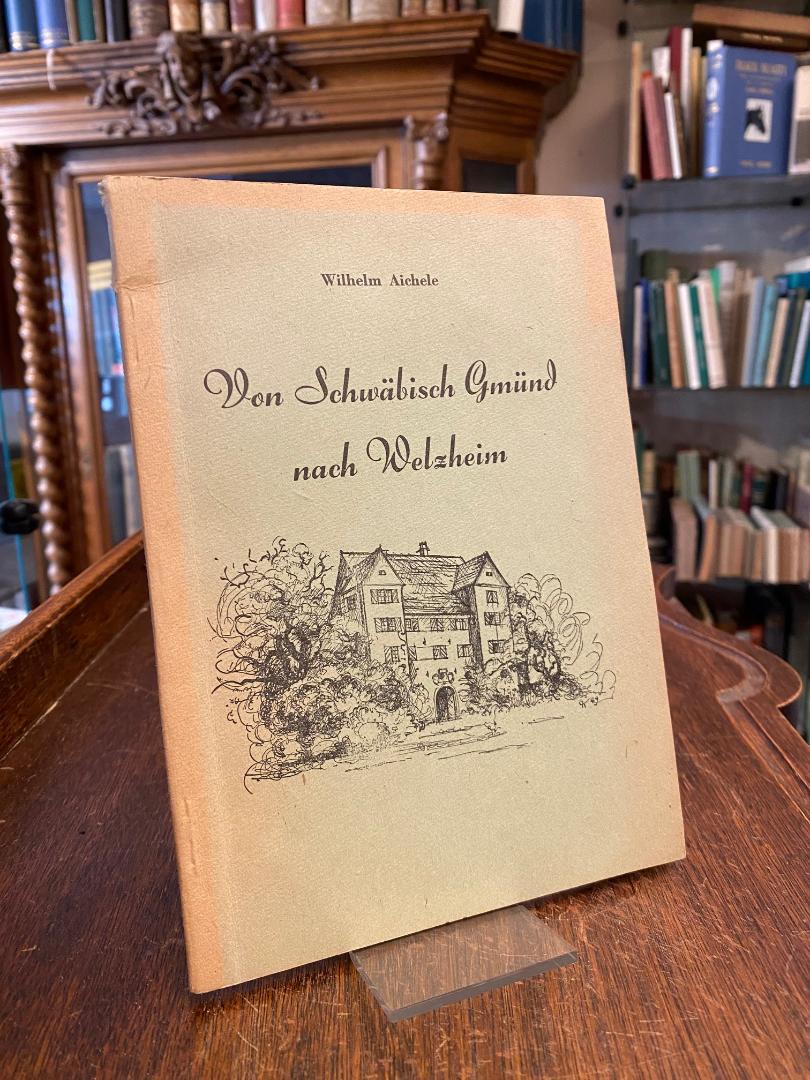 Wilhelm Aichele
Von Schwäbisch Gmünd
nach Welzheim